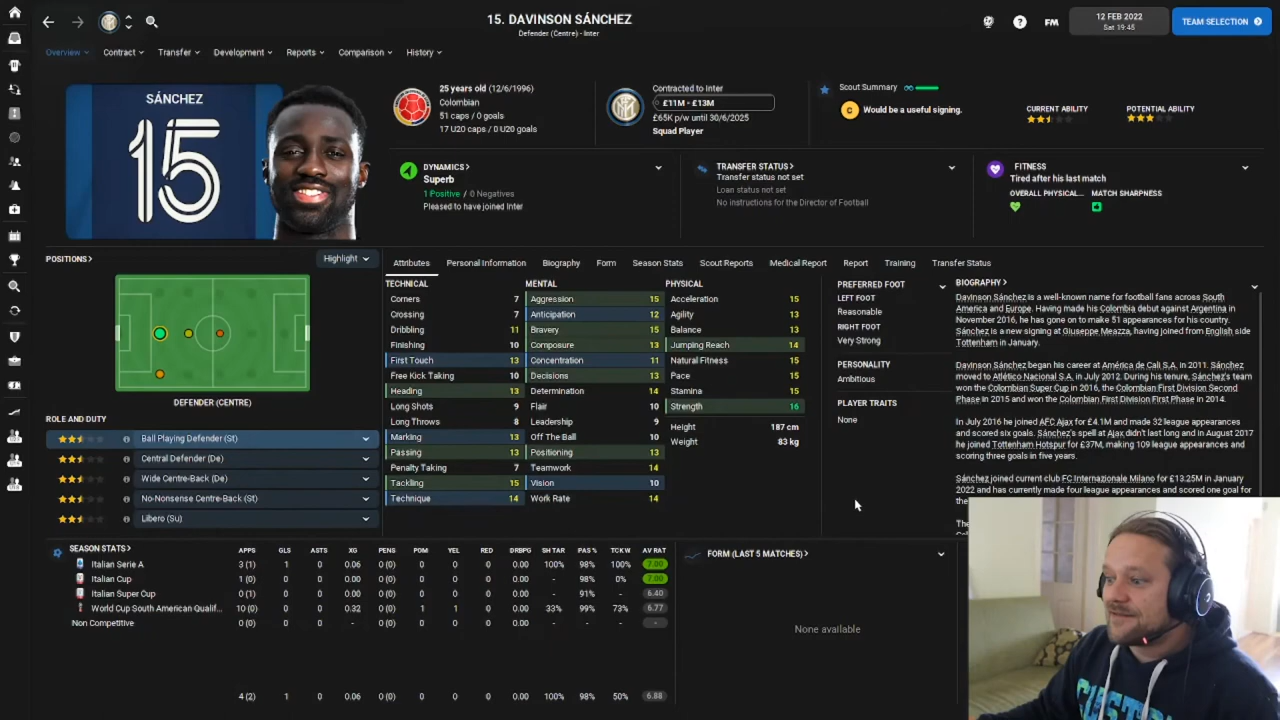 15. DAVINSON SÁNCHEZ
Defender (Centre) - Inter
? FM
12 FEB 2022
Sat 19:45
TEAM SELECTION
Overview Contract Transfer Development Reports Comparison History
SÁNCHEZ
15
25 years old (12/6/1996)
Colombian
51 caps / 0 goals
17 U20 caps / 0 U20 goals
Contracted to Inter
£11M - £13M
£65K p/w until 30/6/2025
Squad Player
Scout Summary
C Would be a useful signing.
CURRENT ABILITY
POTENTIAL ABILITY
DYNAMICS>
Superb
1 Positive / 0 Negatives
Pleased to have joined Inter
TRANSFER STATUS>
Transfer status not set
Loan status not set
No instructions for the Director of Football
FITNESS
Tired after his last match
OVERALL PHYSICAL... MATCH SHARPNESS
POSITIONS>
Highlight
DEFENDER (CENTRE)
ROLE AND DUTY
Ball Playing Defender (St)
Central Defender (De)
Wide Centre-Back (De)
No-Nonsense Centre-Back (St)
Libero (Su)
Attributes Personal Information Biography Form Season Stats Scout Reports Medical Report Report Training Transfer Status
TECHNICAL
Corners 7
Crossing 7
Dribbling 11
Finishing 10
First Touch 13
Free Kick Taking 10
Heading 13
Long Shots 9
Long Throws 8
Marking 13
Passing 13
Penalty Taking 7
Tackling 15
Technique 14
MENTAL
Aggression 15
Anticipation 12
Bravery 15
Composure 13
Concentration 11
Decisions 13
Determination 14
Flair 10
Leadership 9
Off The Ball 10
Positioning 13
Teamwork 14
Vision 10
Work Rate 14
PHYSICAL
Acceleration 15
Agility 13
Balance 13
Jumping Reach 14
Natural Fitness 15
Pace 15
Stamina 15
Strength 16
Height 187 cm
Weight 83 kg
PREFERRED FOOT
LEFT FOOT
Reasonable
RIGHT FOOT
Very Strong
PERSONALITY
Ambitious
PLAYER TRAITS
None
BIOGRAPHY>
Davinson Sánchez is a well-known name for football fans across South
America and Europe. Having made his Colombia debut against Argentina in
November 2016, he has gone on to make 51 appearances for his country.
Sánchez is a new signing at Giuseppe Meazza, having joined from English side
Tottenham in January.
Davinson Sánchez began his career at América de Cali S.A. in 2011. Sánchez
moved to Atlético Nacional S.A. in July 2012. During his tenure, Sánchez's team
won the Colombian Super Cup in 2016, the Colombian First Division Second
Phase in 2015 and won the Colombian First Division First Phase in 2014.
In July 2016 he joined AFC Ajax for £4.1M and made 32 league appearances
and scored six goals. Sánchez's spell at Ajax didn't last long and in August 2017
he joined Tottenham Hotspur for £37M, making 109 league appearances and
scoring three goals in five years.
Sánchez joined current club FC Internazionale Milano for £13.25M in January
2022 and has currently made four league appearances and scored one goal for
SEASON STATS> APPS GLS ASTS XG PENS POM YEL RED DRBPG SH TAR PAS % TCK W AV RAT
Italian Serie A 3 (1) 1 0 0.06 0(0) 0 0 0 0.00 100% 98% 100% 7.00
Italian Cup 1 (0) 0 0 - 0(0) 0 0 0 0.00 - 98% 0% 7.00
Italian Super Cup 0 (1) 0 0 - 0(0) 0 0 0 0.00 - 91% - 6.40
World Cup South American Qualif... 10 (0) 0 0 0.32 0(0) 1 1 0 0.00 33% 99% 73% 6.77
Non Competitive 0 (0) 0 0 - 0(0) 0 0 0 0.00 - - - -
4 (2) 1 0 0.06 0(0) 0 0 0 0.00 100% 98% 50% 6.88
FORM (LAST 5 MATCHES)>
None available